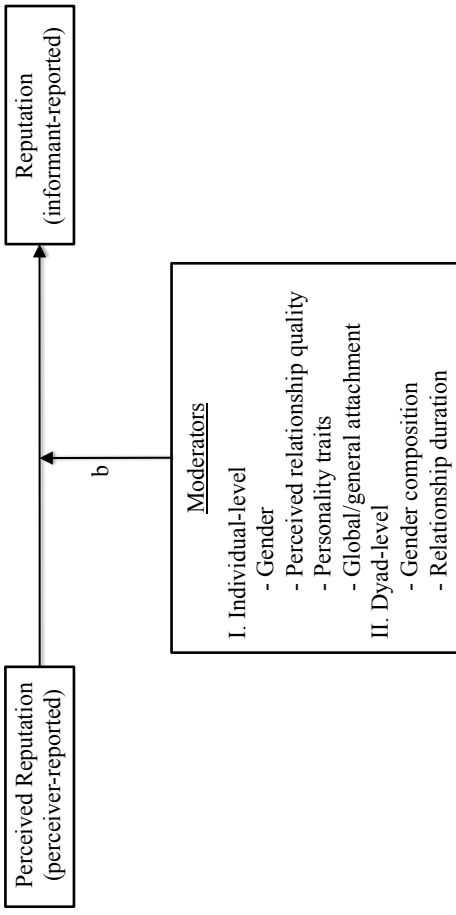 Perceived Reputation
(perceiver-reported)
Reputation
(informant-reported)
b
Moderators
I. Individual-level
- Gender
- Perceived relationship quality
- Personality traits
- Global/general attachment
II. Dyad-level
- Gender composition
- Relationship duration